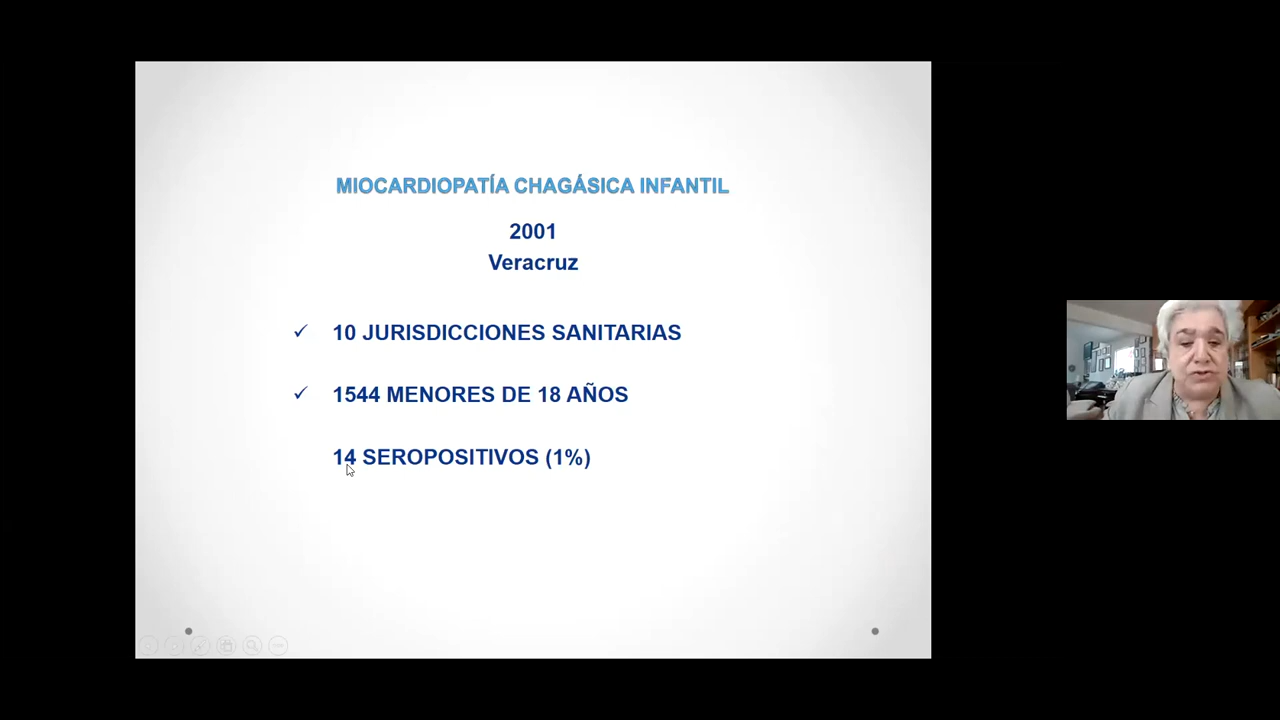 MIOCARDIOPATÍA CHAGÁSICA INFANTIL
2001
Veracruz
✓ 10 JURISDICCIONES SANITARIAS
✓ 1544 MENORES DE 18 AÑOS
14 SEROPOSITIVOS (1%)